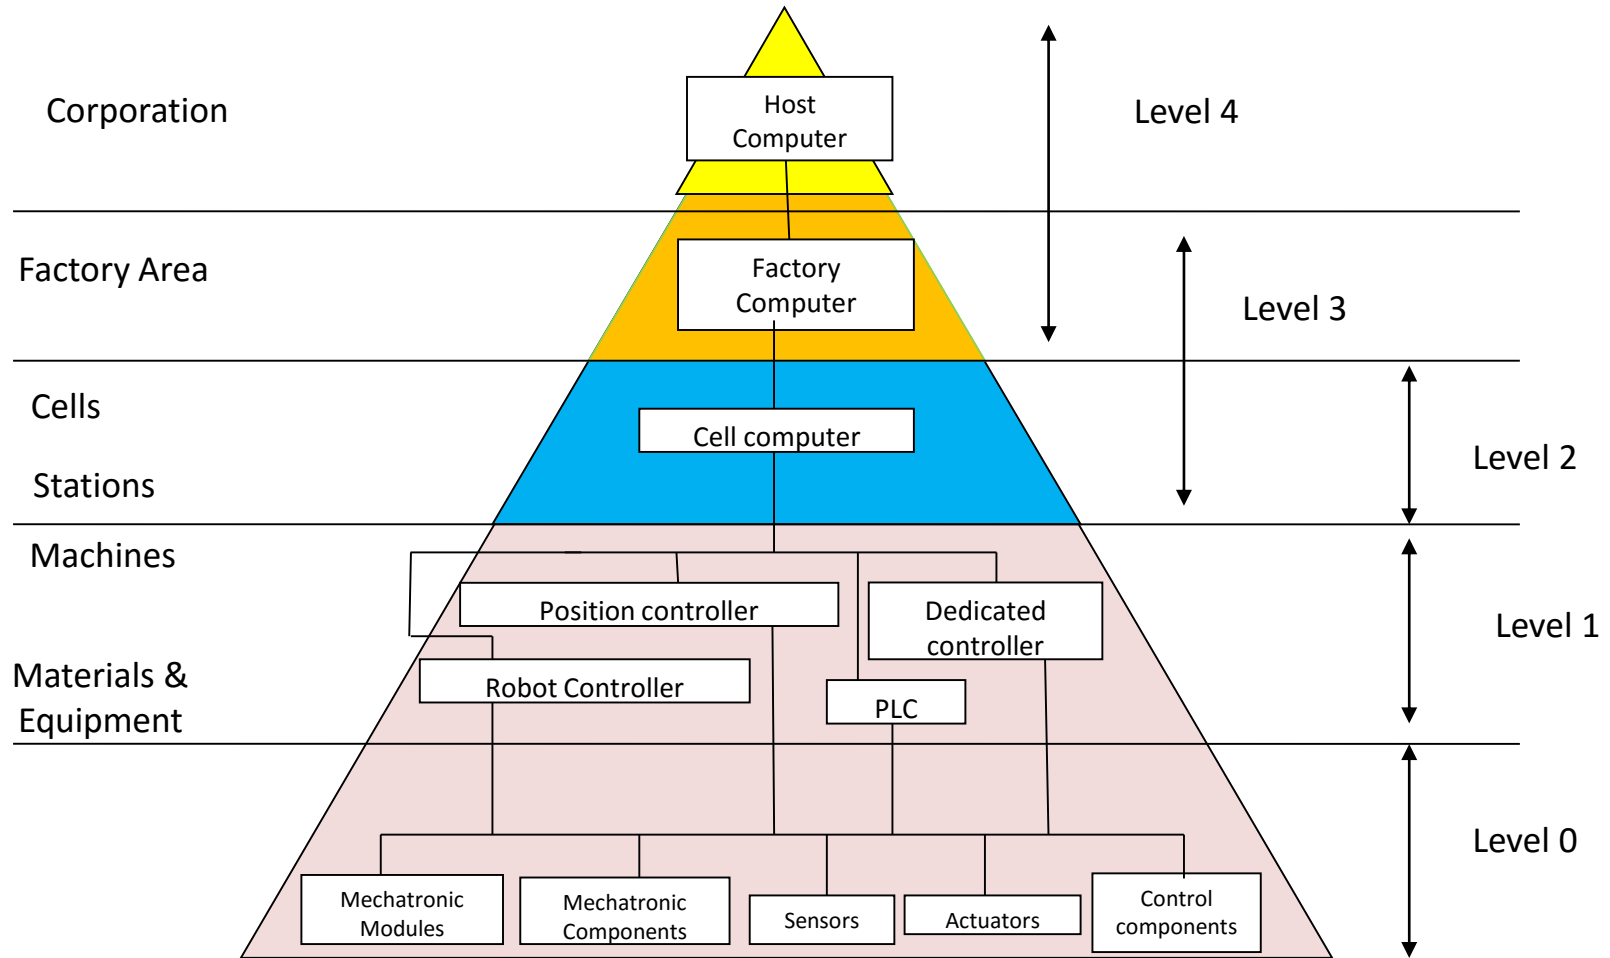 Corporation
Host
Computer
Level 4
Factory Area
Factory
Computer
Level 3
Cells
Cell computer
Level 2
Stations
Machines
Position controller
Dedicated
controller
Level 1
Materials &
Equipment
Robot Controller
PLC
Level 0
Mechatronic
Modules
Mechatronic
Components
Sensors
Actuators
Control
components